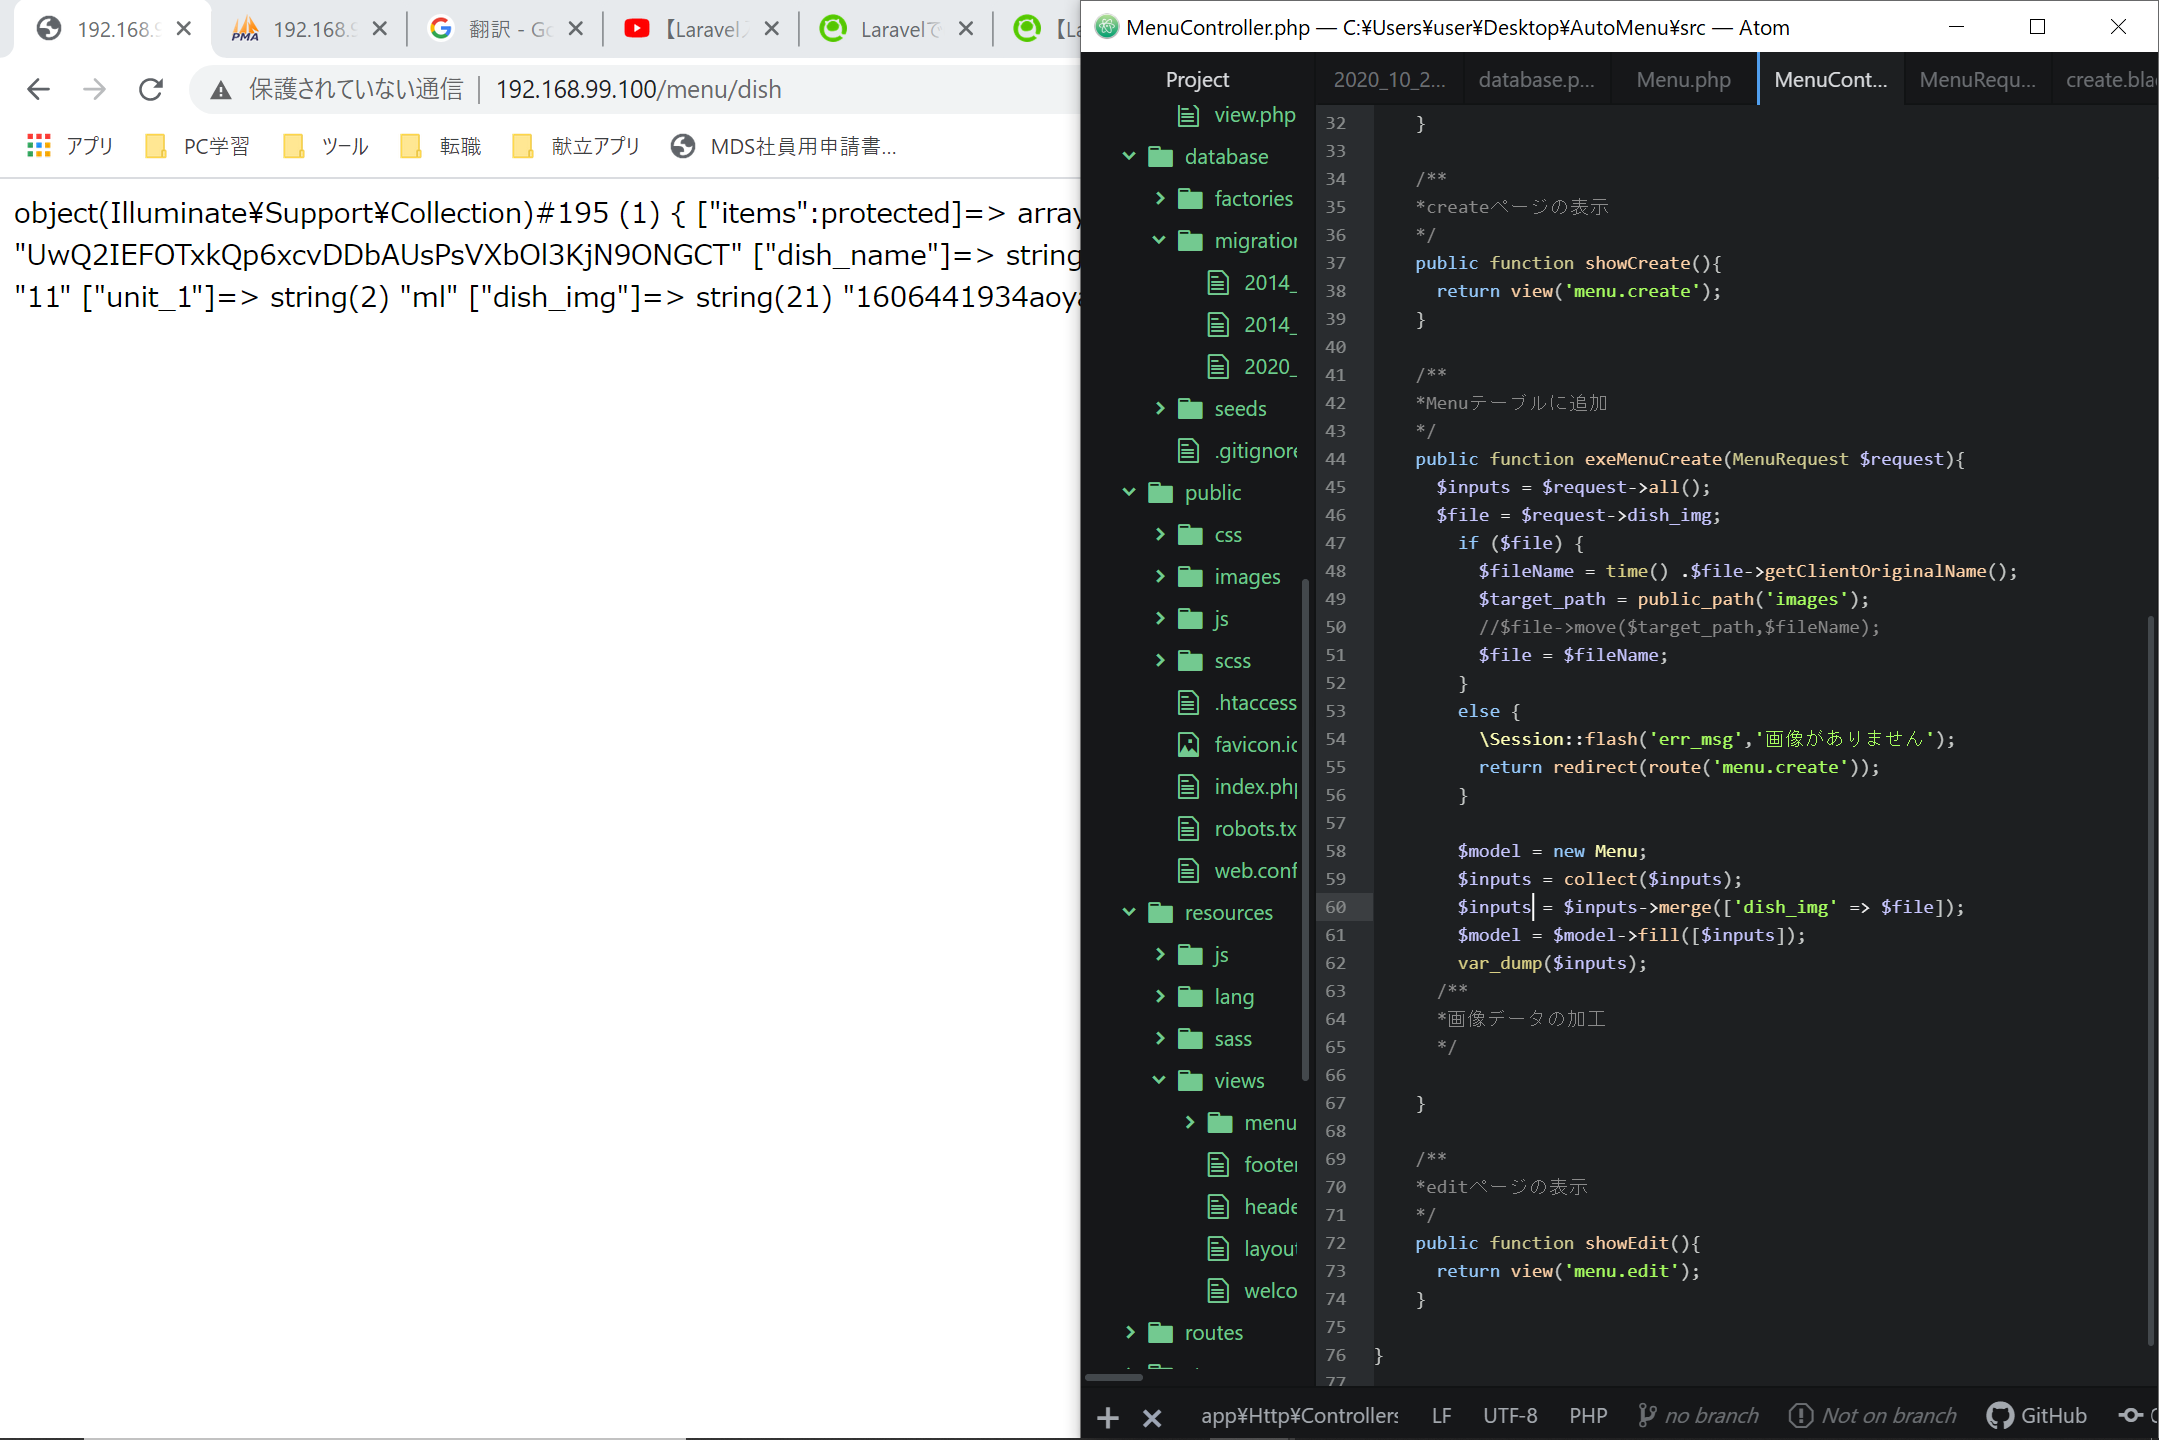 192.168.9
192.168.9
翻訳 - Go
【Laravel
Laravelで
【La
保護されていない通信
192.168.99.100/menu/dish
アプリ
PC学習
ツール
転職
献立アプリ
MDS社員用申請書...
object(Illuminate¥Support¥Collection)#195 (1) { ["items":protected]=> array
"UwQ2IEFOTxkQp6xcvDDbAUsPsVXbOl3KjN9ONGCT" ["dish_name"]=> string
"11" ["unit_1"]=> string(2) "ml" ["dish_img"]=> string(21) "1606441934aoya
MenuController.php — C:¥Users¥user¥Desktop¥AutoMenu¥src — Atom
Project
view.php
database
factories
migration
2014_
2014_
2020_
seeds
.gitignore
public
css
images
js
scss
.htaccess
favicon.ic
index.php
robots.tx
web.conf
resources
js
lang
sass
views
menu
footer
heade
layout
welco
routes
2020_10_2...
database.p...
Menu.php
MenuCont...
MenuRequ...
create.bla
32 }
33
34 /**
35 *createページの表示
36 */
37 public function showCreate(){
38 return view('menu.create');
39 }
40
41 /**
42 *Menuテーブルに追加
43 */
44 public function exeMenuCreate(MenuRequest $request){
45 $inputs = $request->all();
46 $file = $request->dish_img;
47 if ($file) {
48 $fileName = time() .$file->getClientOriginalName();
49 $target_path = public_path('images');
50 //$file->move($target_path,$fileName);
51 $file = $fileName;
52 }
53 else {
54 \Session::flash('err_msg','画像がありません');
55 return redirect(route('menu.create'));
56 }
57
58 $model = new Menu;
59 $inputs = collect($inputs);
60 $inputs = $inputs->merge(['dish_img' => $file]);
61 $model = $model->fill([$inputs]);
62 var_dump($inputs);
63 /**
64 *画像データの加工
65 */
66
67 }
68
69 /**
70 *editページの表示
71 */
72 public function showEdit(){
73 return view('menu.edit');
74 }
75
76 }
77
app¥Http¥Controllers
LF
UTF-8
PHP
no branch
Not on branch
GitHub